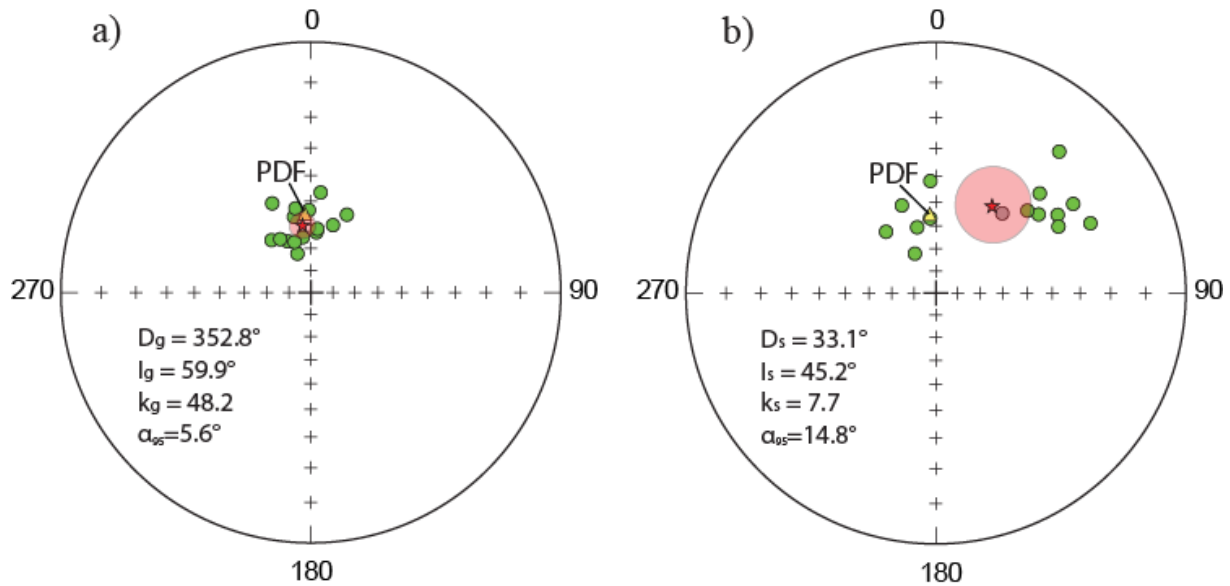 a)
0
PDF
270
90
Dg = 352.8°
Ig = 59.9°
kg = 48.2
α₉₅=5.6°
180
b)
0
PDF
270
90
Ds = 33.1°
Is = 45.2°
ks = 7.7
α₉₅=14.8°
180